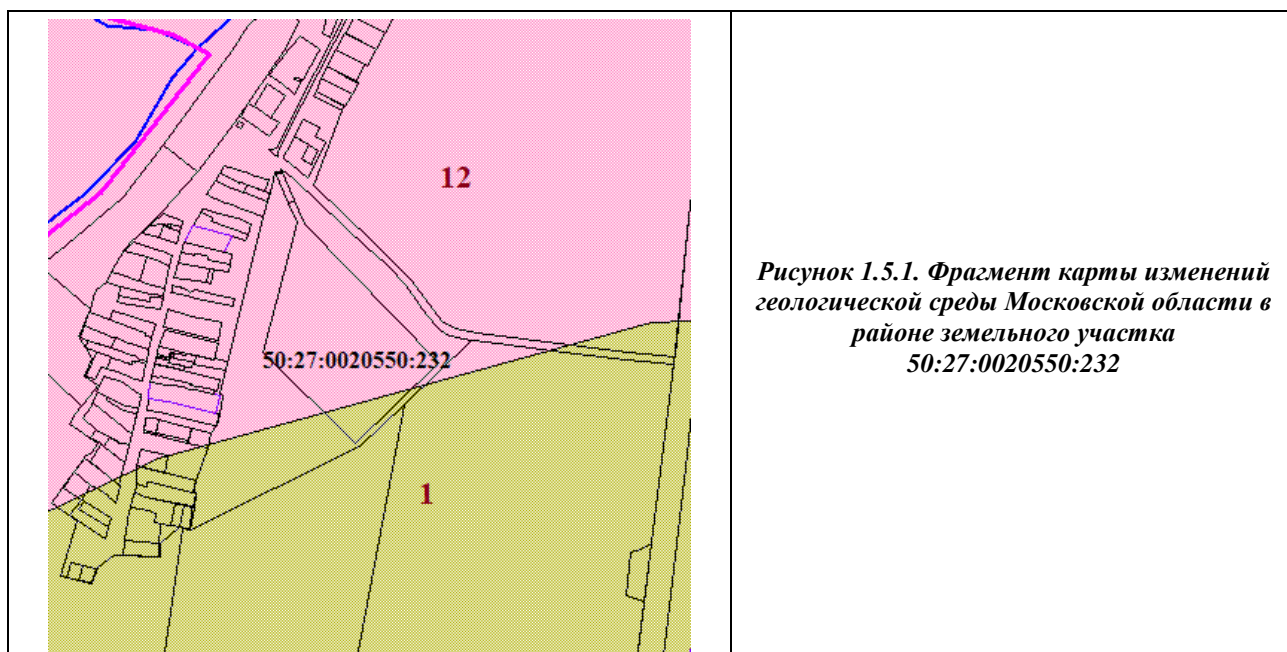 12
50:27:0020550:232
1
Рисунок 1.5.1. Фрагмент карты изменений
геологической среды Московской области в
районе земельного участка
50:27:0020550:232